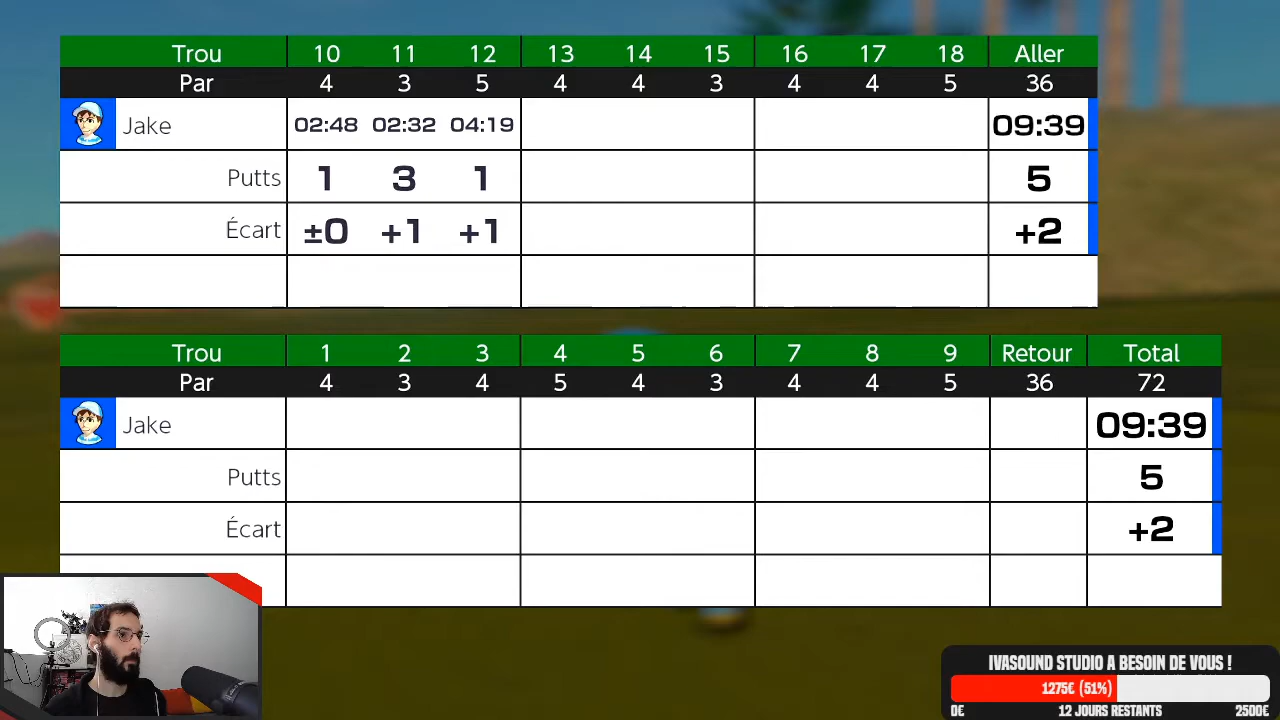 Trou 10 11 12 13 14 15 16 17 18 Aller
Par 4 3 5 4 4 3 4 4 5 36
Jake 02:48 02:32 04:19 09:39
Putts 1 3 1 5
Écart ±0 +1 +1 +2
Trou 1 2 3 4 5 6 7 8 9 Retour Total
Par 4 3 4 5 4 3 4 4 5 36 72
Jake 09:39
Putts 5
Écart +2
IVASOUND STUDIO A BESOIN DE VOUS !
1275€ (51%)
0€ 12 JOURS RESTANTS 2500€